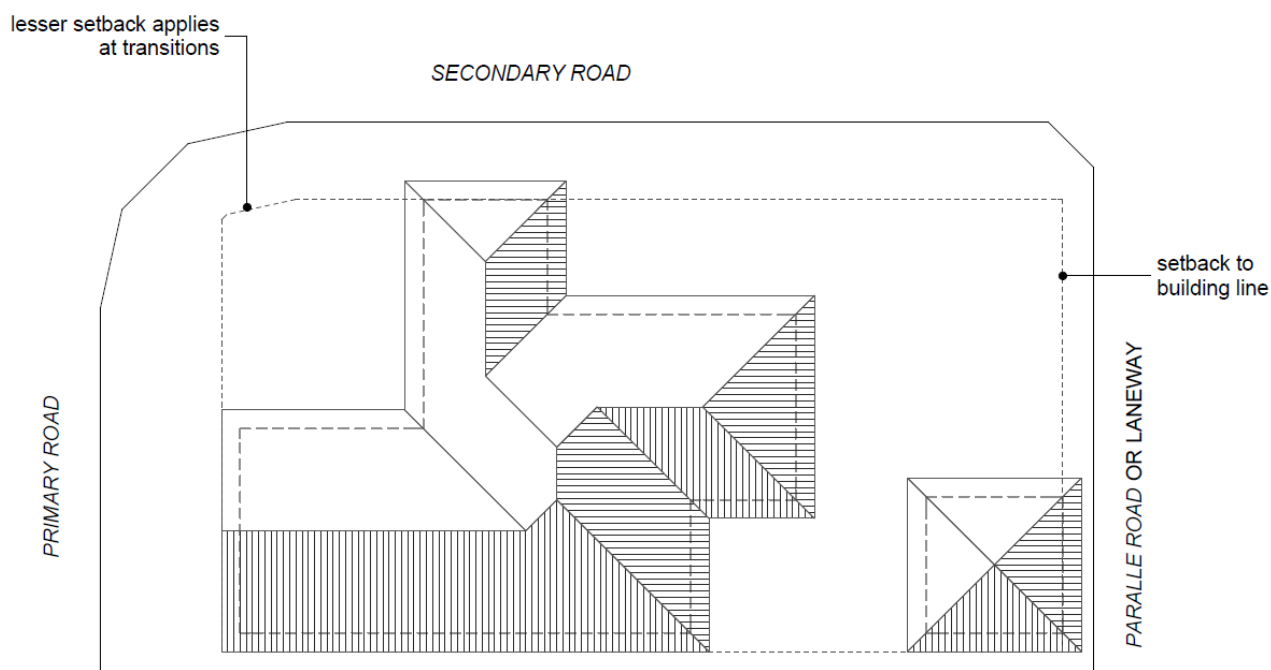 lesser setback applies
at transitions
SECONDARY ROAD
setback to
building line
PRIMARY ROAD
PARALLE ROAD OR LANEWAY